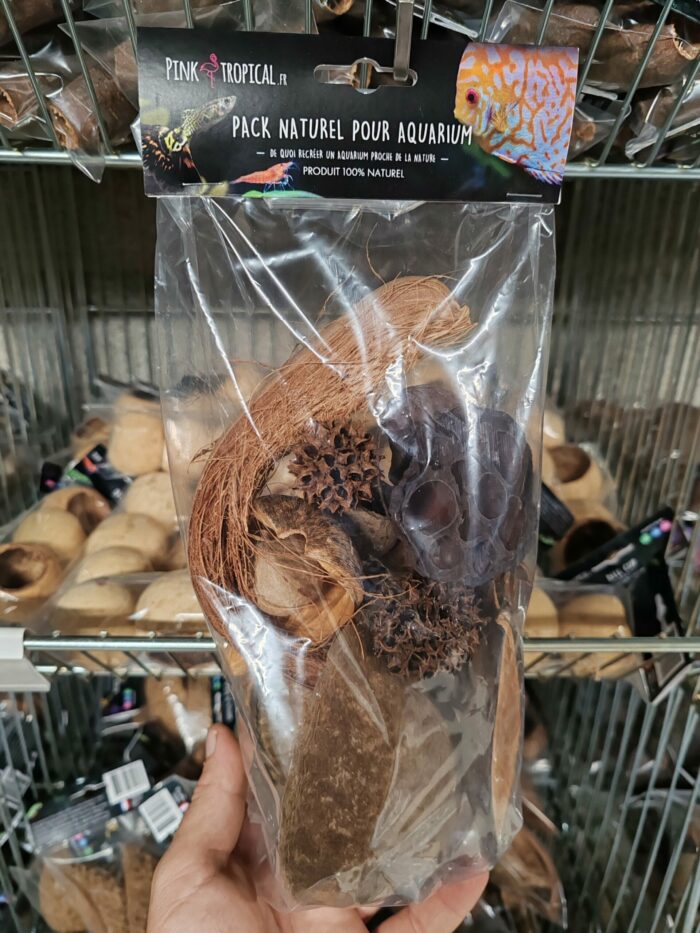 PINK TROPICAL.FR
PACK NATUREL POUR AQUARIUM
— DE QUOI RECRÉER UN AQUARIUM PROCHE DE LA NATURE —
PRODUIT 100% NATUREL